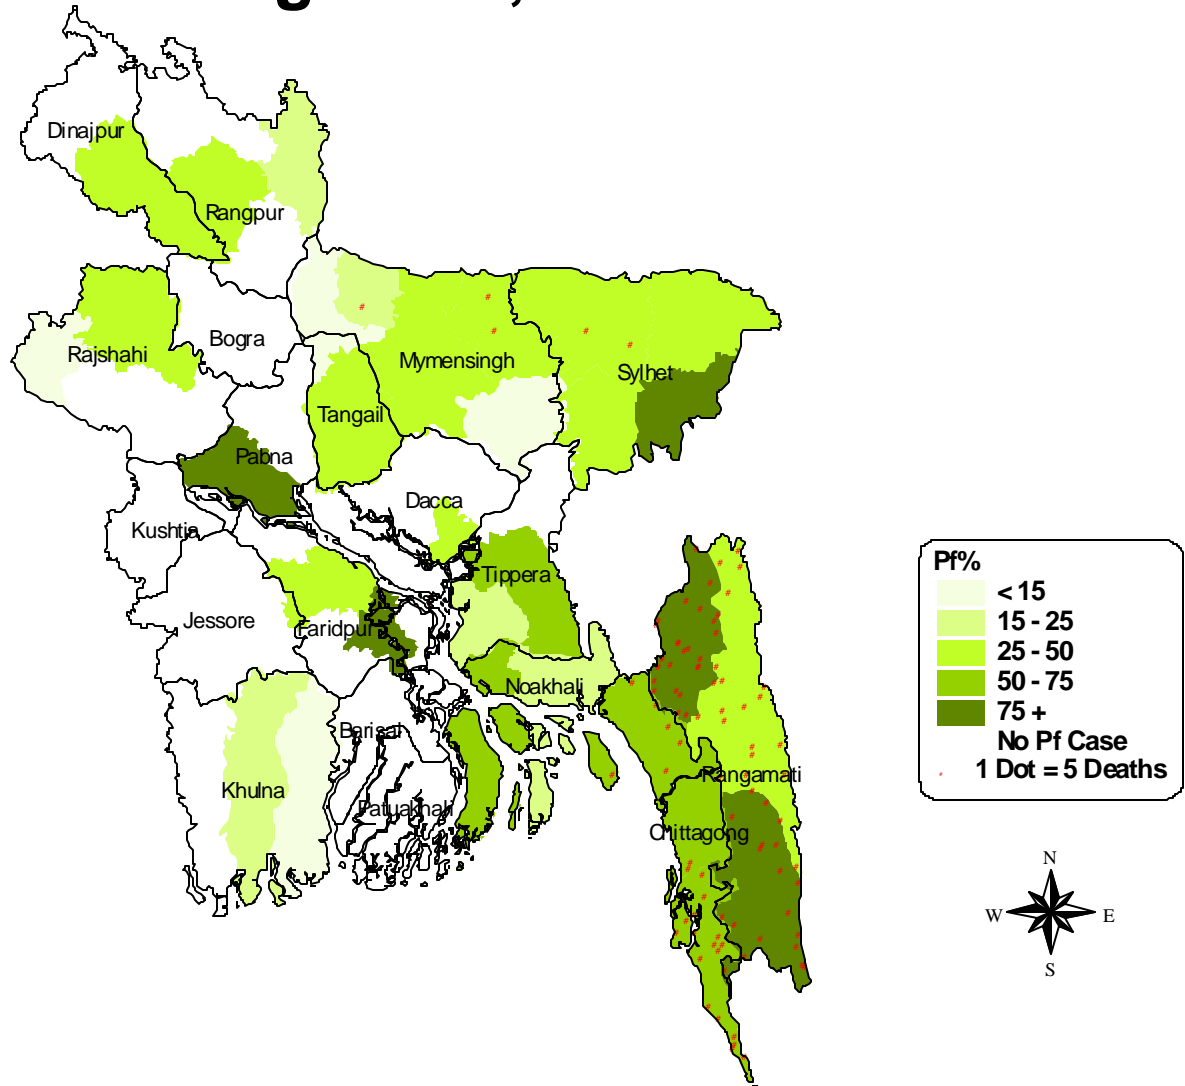 Dinajpur
Rangpur
Bogra
Rajshahi
Mymensingh
Sylhet
Tangail
Pabna
Dacca
Kushtia
Tippera
Jessore
Faridpur
Noakhali
Barisal
Khulna
Patuakhali
Rangamati
Chittagong
Pf%
< 15
15 - 25
25 - 50
50 - 75
75 +
No Pf Case
1 Dot = 5 Deaths
N
W
E
S